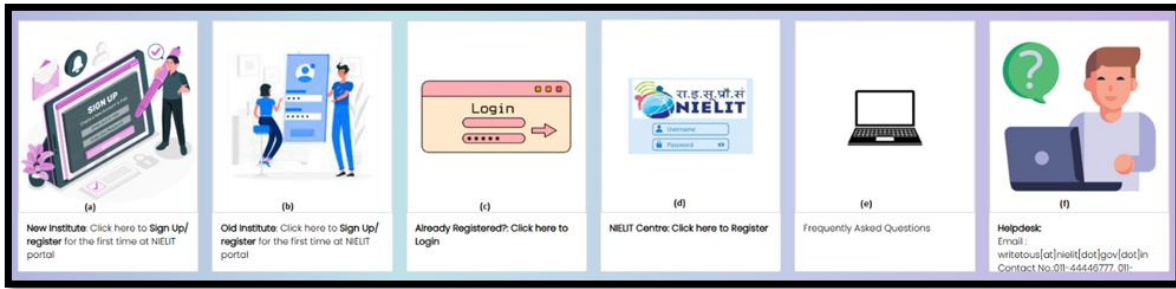 SIGN UP
(a)
New Institute: Click here to Sign Up/
register for the first time at NIELIT
portal
(b)
Old Institute: Click here to Sign Up/
register for the first time at NIELIT
portal
Login
(c)
Already Registered?: Click here to
Login
रा.इ.सू.प्रौ.सं
NIELIT
Username
Password
(d)
NIELIT Centre: Click here to Register
(e)
Frequently Asked Questions
?
(f)
Helpdesk:
Email :
writetous[at]nielit[dot]gov[dot]in
Contact No.:011-44446777, 011-